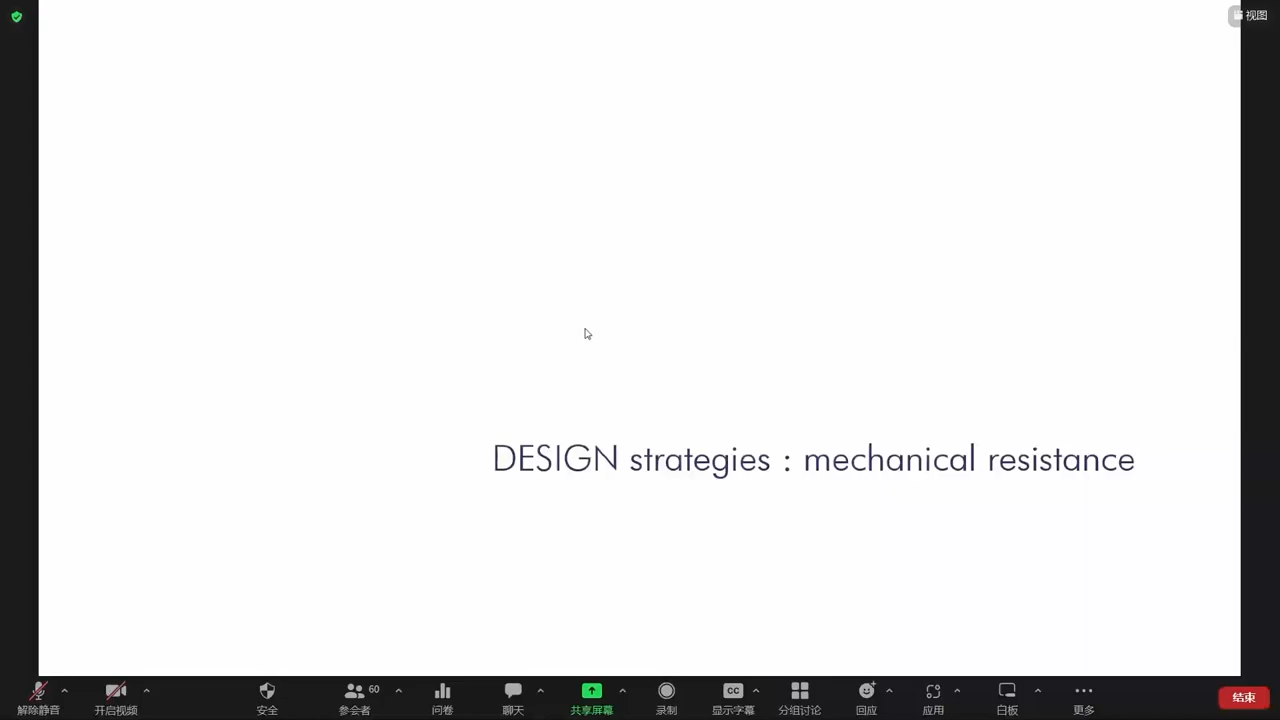 视图
DESIGN strategies : mechanical resistance
60
CC
解除静音
开启视频
安全
参会者
问卷
聊天
共享屏幕
录制
显示字幕
分组讨论
回应
应用
白板
更多
结束